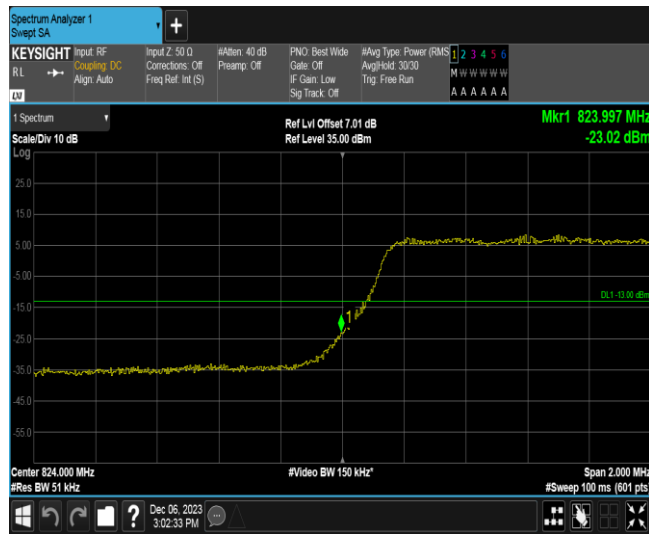 Spectrum Analyzer 1
Swept SA
+
KEYSIGHT
RL
LXI
Input: RF
Coupling: DC
Align: Auto
Input Z: 50 Ω
Corrections: Off
Freq Ref: Int (S)
#Atten: 40 dB
Preamp: Off
PNO: Best Wide
Gate: Off
IF Gain: Low
Sig Track: Off
#Avg Type: Power (RMS
Avg|Hold: 30/30
Trig: Free Run
1 2 3 4 5 6
M W W W W W
A A A A A A
1 Spectrum
Scale/Div 10 dB
Log
Ref Lvl Offset 7.01 dB
Ref Level 35.00 dBm
Mkr1 823.997 MHz
-23.02 dBm
25.0
15.0
5.00
-5.00
-15.0
-25.0
-35.0
-45.0
-55.0
DL1 -13.00 dBm
1
Center 824.000 MHz
#Res BW 51 kHz
#Video BW 150 kHz*
Span 2.000 MHz
#Sweep 100 ms (601 pts)
?
Dec 06, 2023
3:02:33 PM